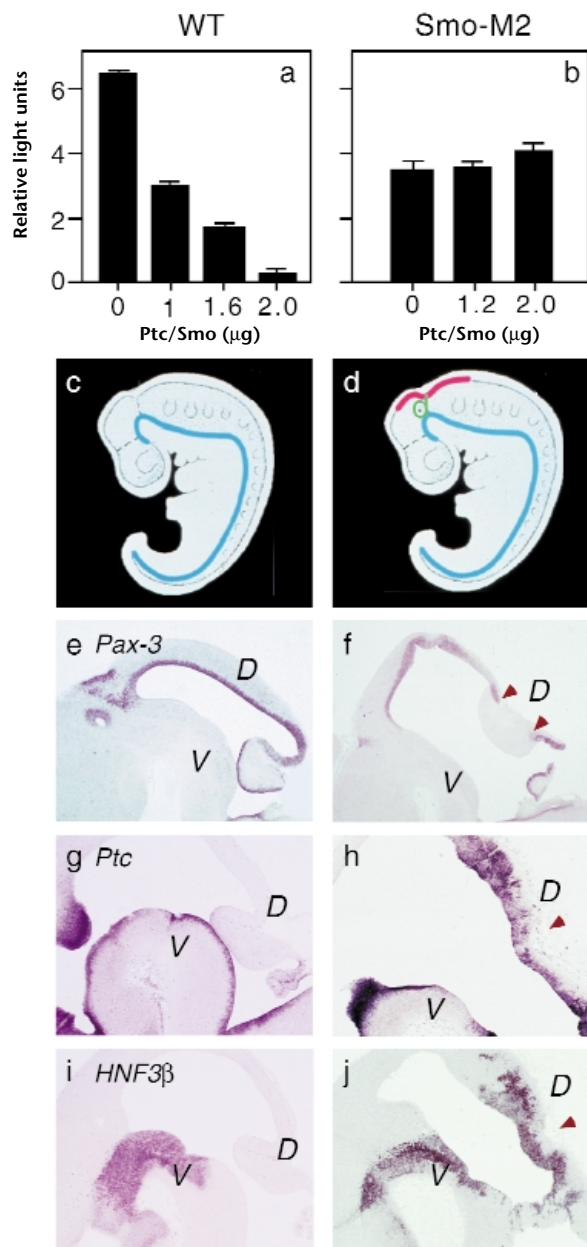 WT Smo-M2
a b
Relative light units
6
4
2
0
0 1 1.6 2.0 0 1.2 2.0
Ptc/Smo (μg) Ptc/Smo (μg)
c d
e Pax-3 D V f D V
g Ptc V D h D V
i HNF3β V D j D V